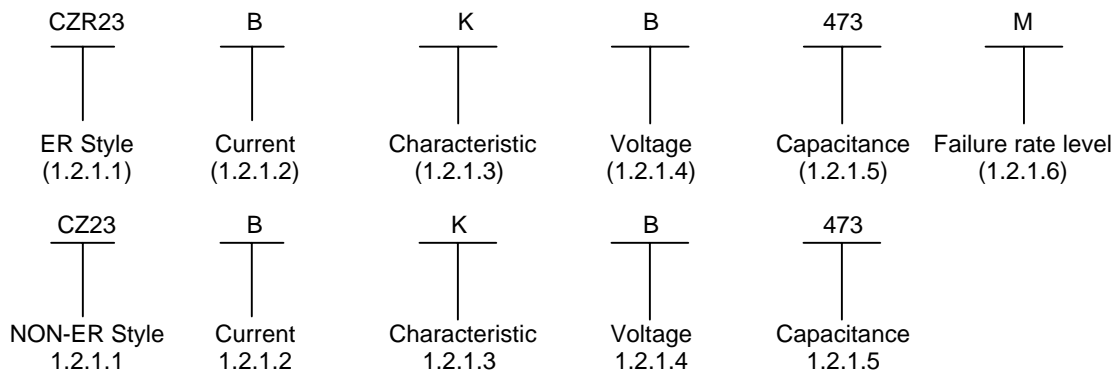 CZR23 B K B 473 M
ER Style Current Characteristic Voltage Capacitance Failure rate level
(1.2.1.1) (1.2.1.2) (1.2.1.3) (1.2.1.4) (1.2.1.5) (1.2.1.6)
CZ23 B K B 473
NON-ER Style Current Characteristic Voltage Capacitance
1.2.1.1 1.2.1.2 1.2.1.3 1.2.1.4 1.2.1.5